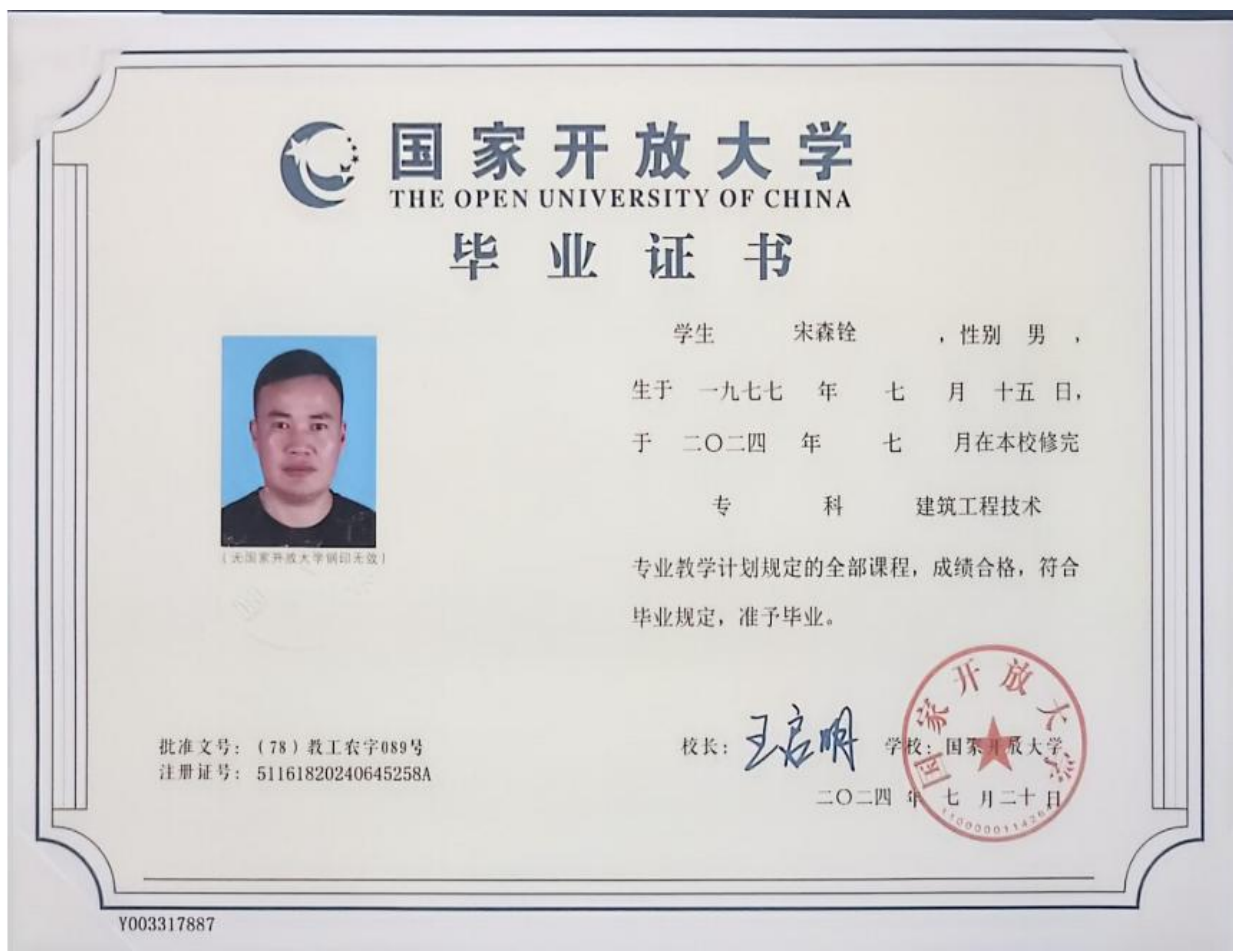 国家开放大学
THE OPEN UNIVERSITY OF CHINA
毕业证书
学生 宋森铨 ，性别 男 ，
生于 一九七七 年 七 月 十五 日，
于 二〇二四 年 七 月在本校修完
专 科 建筑工程技术
专业教学计划规定的全部课程，成绩合格，符合
毕业规定，准予毕业。
（无国家开放大学钢印无效）
批准文号：（78）教工农字089号
注册证号：511618202406452​58A
校长：王启明 学校：国家开放大学
二〇二四 年 七 月二十日
国家开放大学
Y003317887